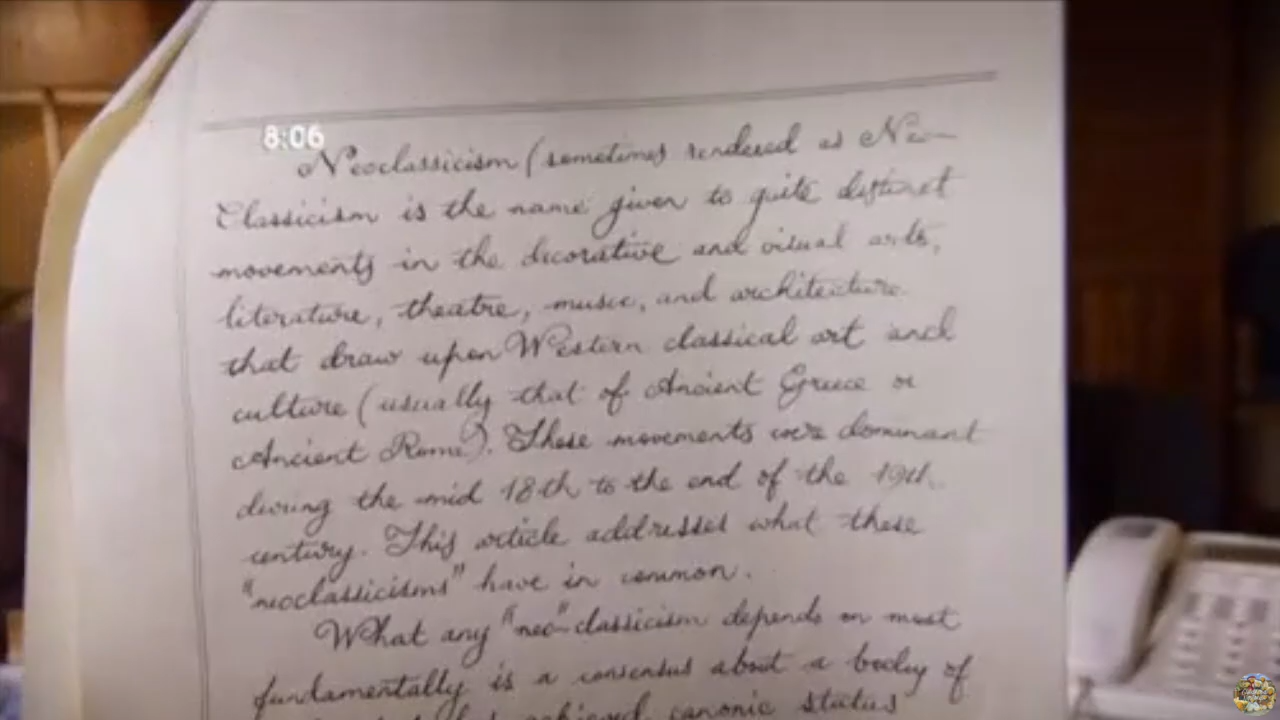 8:06
Neoclassicism (sometimes rendered as Neo-
Classicism is the name given to quite distinct
movements in the decorative and visual arts,
literature, theatre, music, and architecture
that draw upon Western classical art and
culture (usually that of Ancient Greece or
Ancient Rome). These movements were dominant
during the mid 18th to the end of the 19th
century. This article addresses what these
"neoclassicisms" have in common.
What any "neo"-classicism depends on most
fundamentally is a consensus about a body of
achieved canonic status